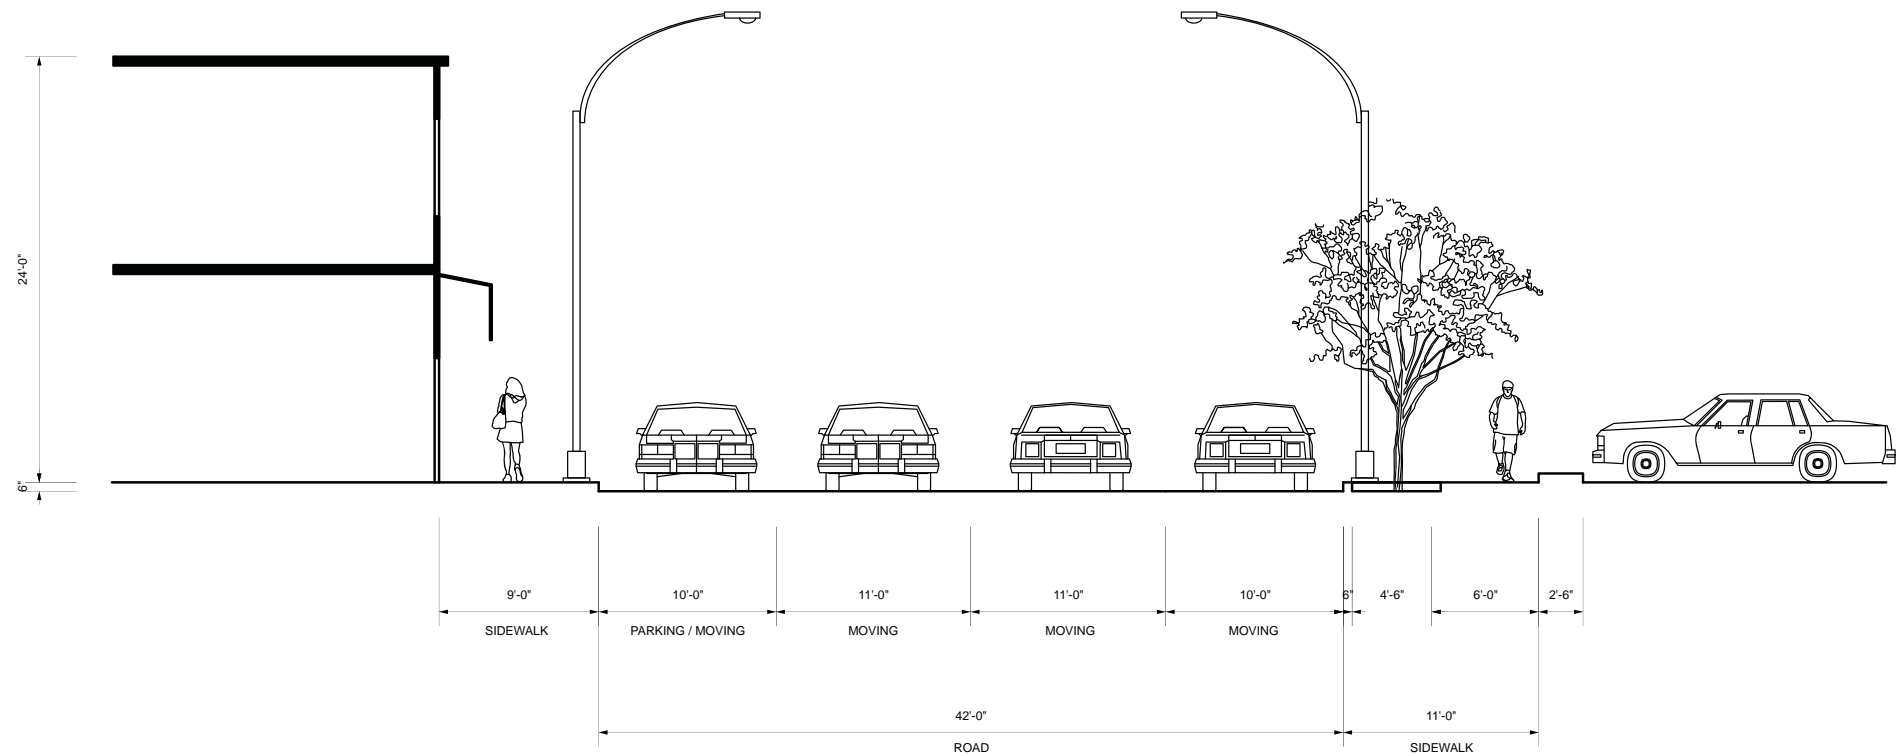 24'-0"
6"
9'-0"
10'-0"
11'-0"
11'-0"
10'-0"
6"
4'-6"
6'-0"
2'-6"
SIDEWALK
PARKING / MOVING
MOVING
MOVING
MOVING
42'-0"
11'-0"
ROAD
SIDEWALK